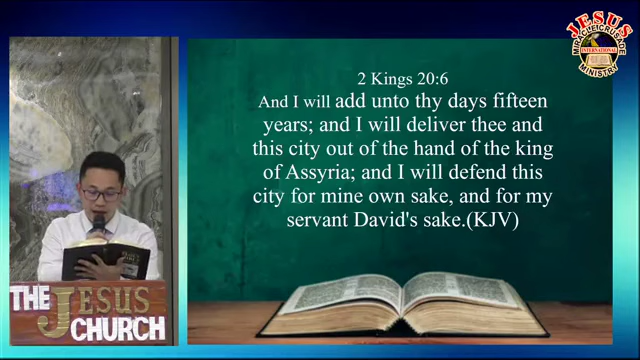 JESUS
MIRACLE CRUSADE
INTERNATIONAL
MINISTRY
2 Kings 20:6
And I will add unto thy days fifteen
years; and I will deliver thee and
this city out of the hand of the king
of Assyria; and I will defend this
city for mine own sake, and for my
servant David's sake.(KJV)
THE JESUS
CHURCH